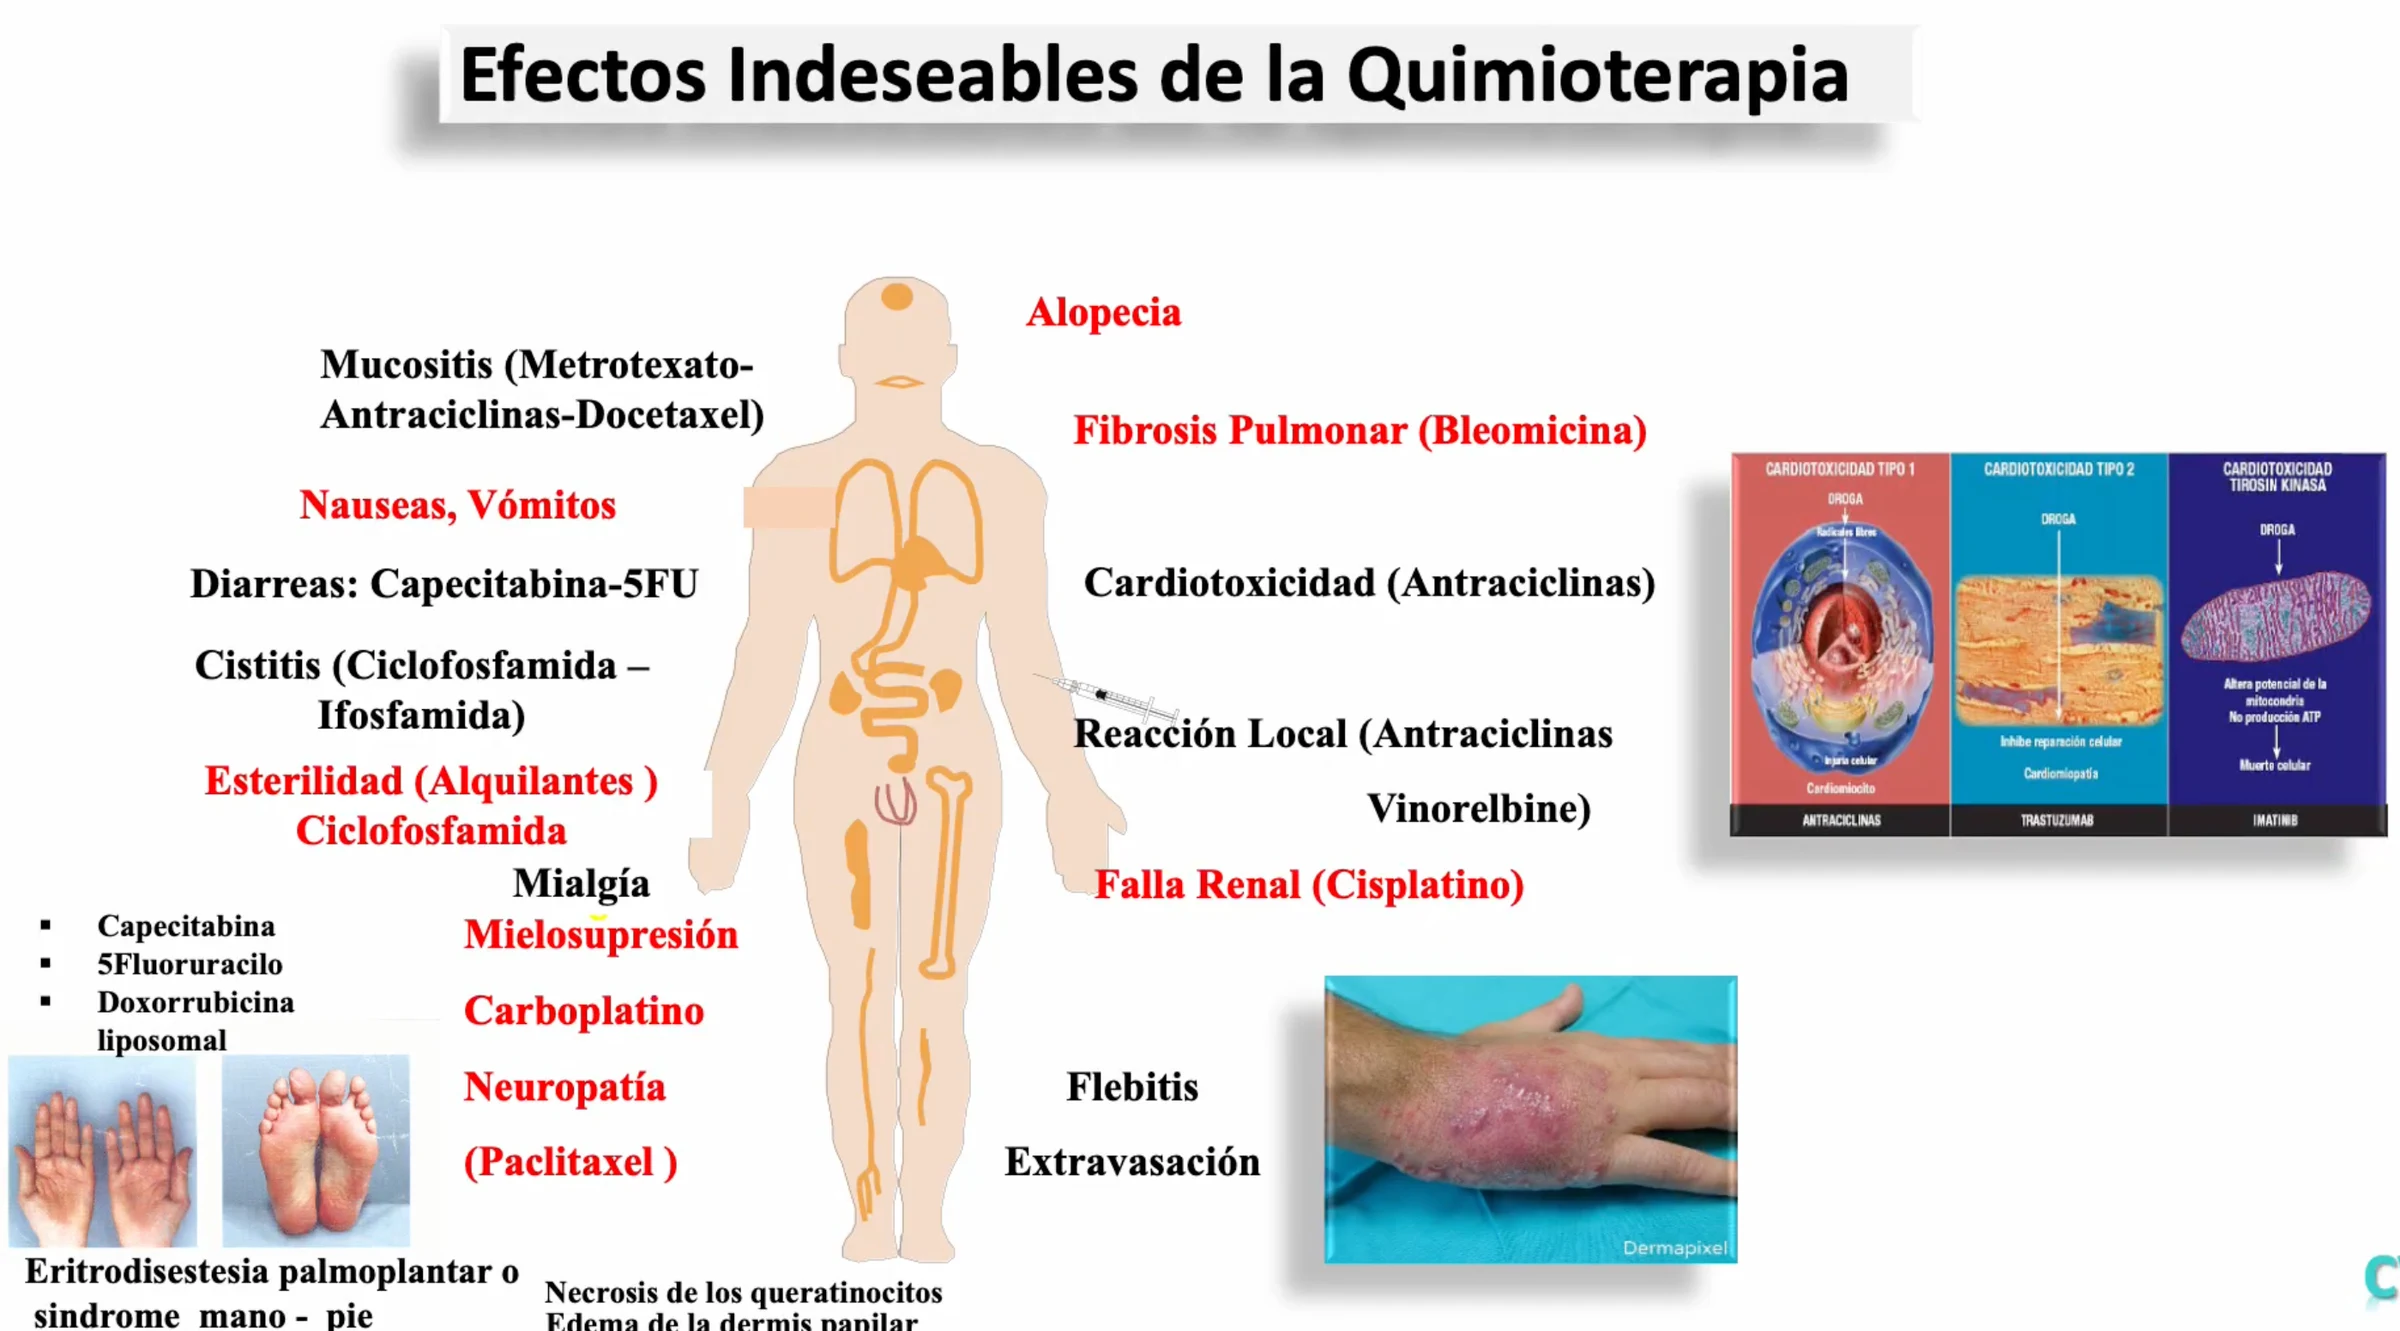 Efectos Indeseables de la Quimioterapia
Alopecia
Mucositis (Metrotexato-
Antraciclinas-Docetaxel)
Fibrosis Pulmonar (Bleomicina)
Nauseas, Vómitos
Diarreas: Capecitabina-5FU
Cardiotoxicidad (Antraciclinas)
Cistitis (Ciclofosfamida –
Ifosfamida)
Reacción Local (Antraciclinas
Vinorelbine)
Esterilidad (Alquilantes )
Ciclofosfamida
Mialgía
Falla Renal (Cisplatino)
Mielosupresión
Carboplatino
Neuropatía
(Paclitaxel )
Flebitis
Extravasación
▪ Capecitabina
▪ 5Fluoruracilo
▪ Doxorrubicina
liposomal
Eritrodisestesia palmoplantar o
sindrome mano - pie
Necrosis de los queratinocitos
Edema de la dermis papilar
CARDIOTOXICIDAD TIPO 1
DROGA
Radicales libres
Injuria celular
Cardiomiocito
ANTRACICLINAS
CARDIOTOXICIDAD TIPO 2
DROGA
Inhibe reparación celular
Cardiomiopatía
TRASTUZUMAB
CARDIOTOXICIDAD
TIROSIN KINASA
DROGA
Altera potencial de la
mitocondria
No producción ATP
Muerte celular
IMATINIB
Dermapixel